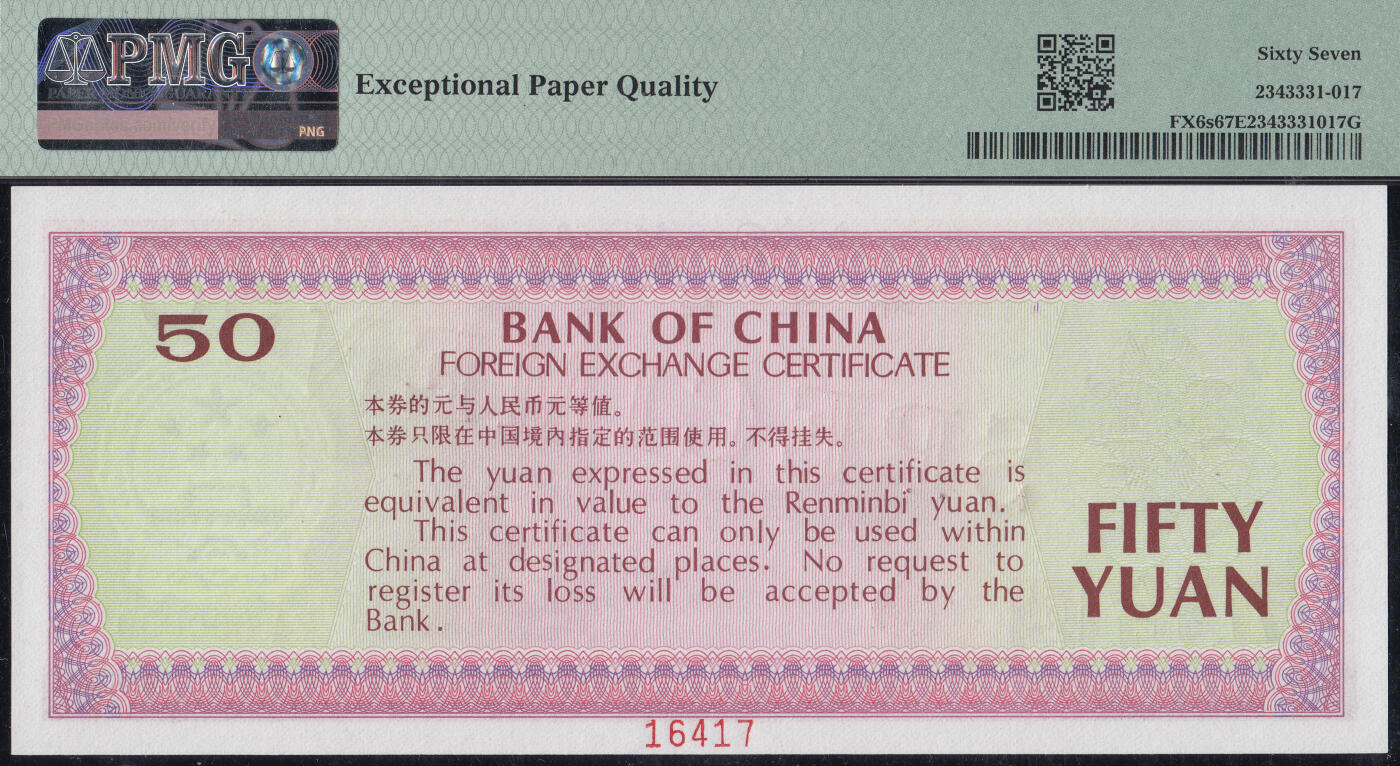 PMG
PNG
Exceptional Paper Quality
Sixty Seven
2343331-017
FX6s67E2343331017G
50
BANK OF CHINA
FOREIGN EXCHANGE CERTIFICATE
本券的元与人民币元等值。
本券只限在中国境内指定的范围使用。不得挂失。
The yuan expressed in this certificate is
equivalent in value to the Renminbi yuan.
This certificate can only be used within
China at designated places. No request to
register its loss will be accepted by the
Bank.
FIFTY
YUAN
16417